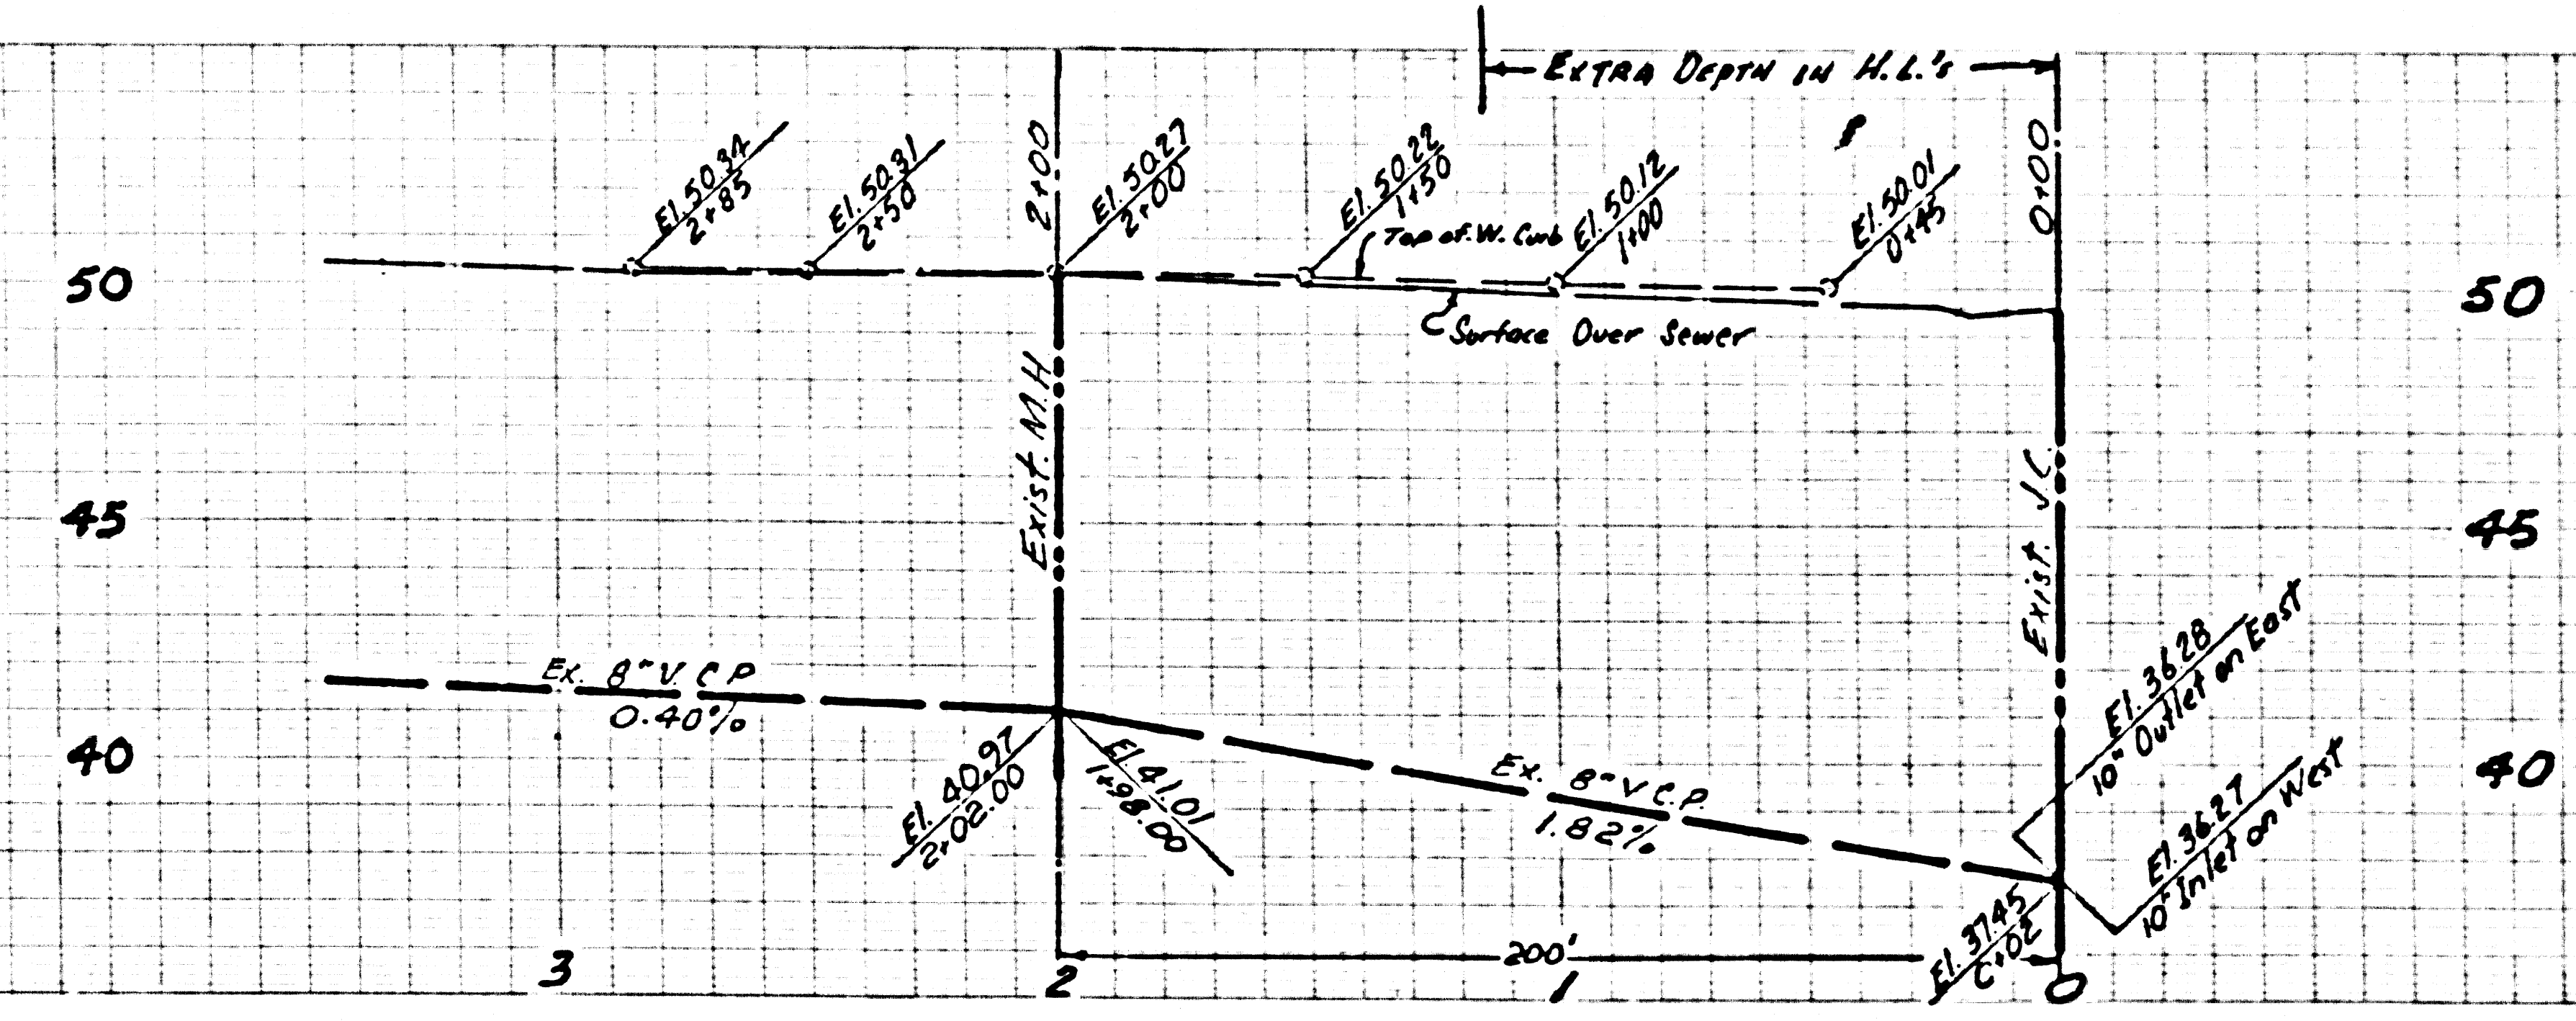 EXTRA DEPTH IN H.L.'s
El. 50.34
2+85
El. 50.31
2+50
2+00
El. 50.27
2+00
El. 50.22
1+50
Top of W. Curb
El. 50.12
1+00
El. 50.01
0+45
0+00
50
50
Surface Over Sewer
Exist. M.H
Exist. J.C.
45
45
Ex. 8" V.C.P
0.40%
El. 36.28
10" Outlet on East
40
40
El. 40.97
2+02.00
El. 41.01
1+98.00
Ex. 8" V.C.P.
1.82%
El. 36.27
10" Inlet on West
El. 37.45
C+02
200'
3
2
1
0